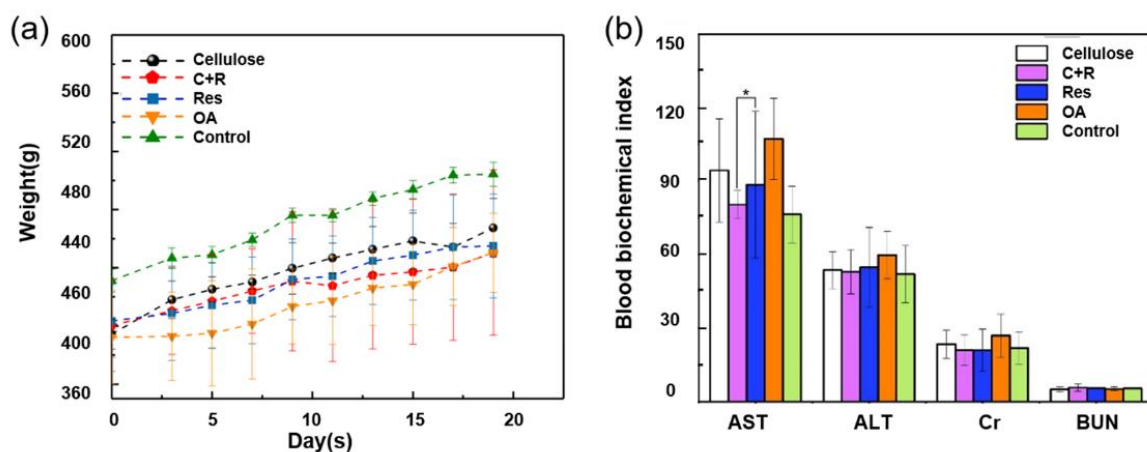 (a)
Weight(g)
600
560
520
480
440
460
400
360
Cellulose
C+R
Res
OA
Control
0
5
10
15
20
Day(s)
(b)
Blood biochemical index
150
120
90
60
30
0
*
Cellulose
C+R
Res
OA
Control
AST
ALT
Cr
BUN